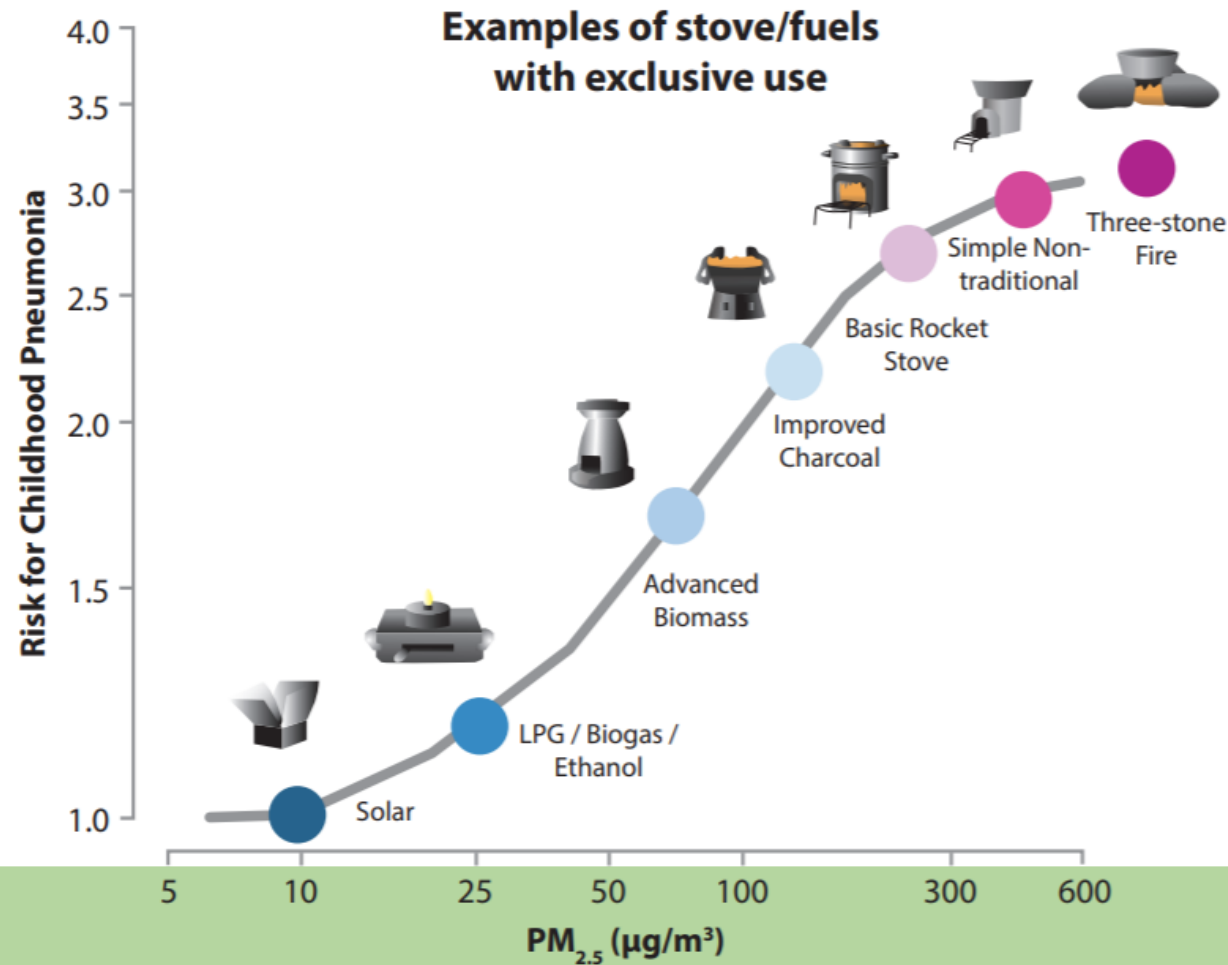 Examples of stove/fuels
with exclusive use
Risk for Childhood Pneumonia
4.0
3.5
3.0
2.5
2.0
1.5
1.0
Three-stone
Fire
Simple Non-
traditional
Basic Rocket
Stove
Improved
Charcoal
Advanced
Biomass
LPG / Biogas /
Ethanol
Solar
5 10 25 50 100 300 600
PM2.5 (µg/m³)